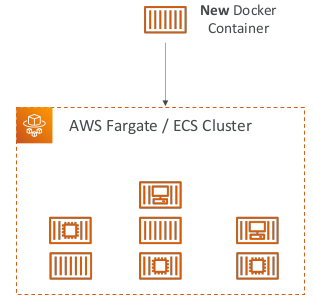 New Docker
Container
AWS Fargate / ECS Cluster